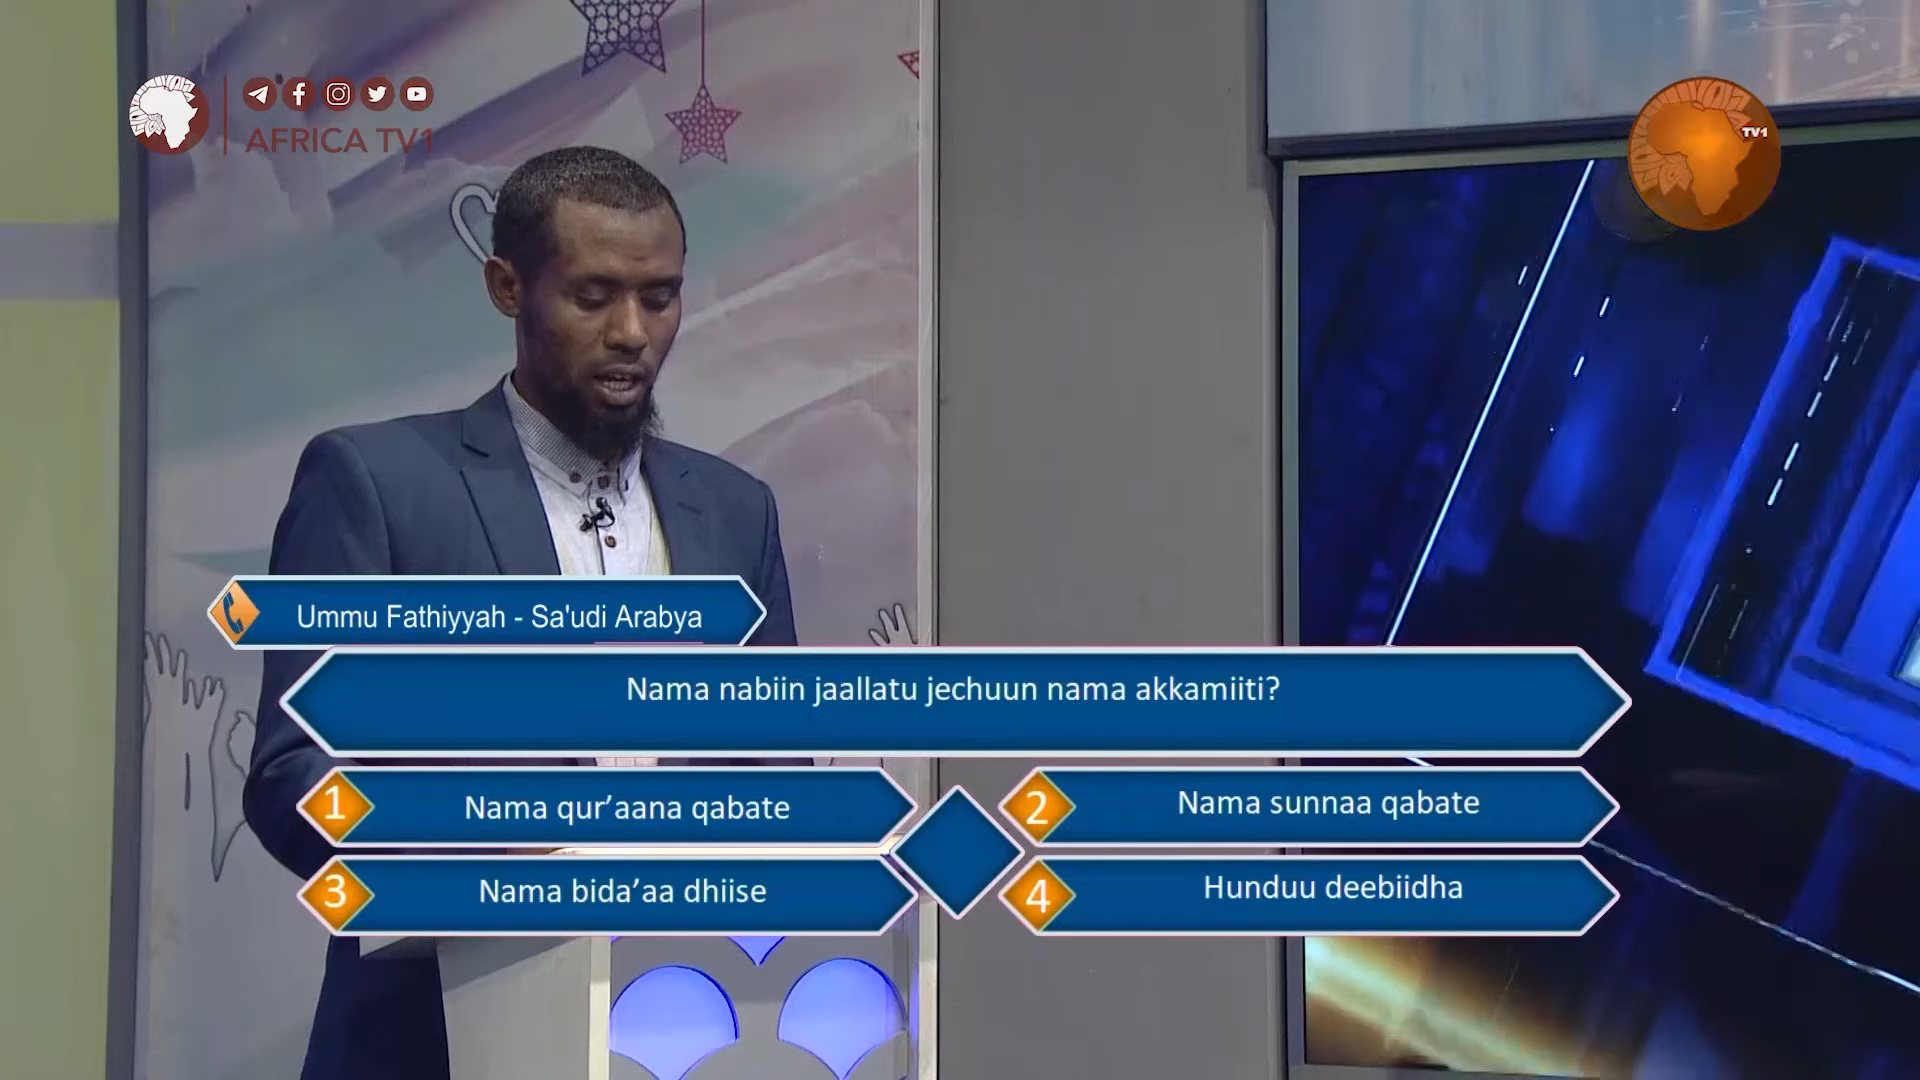 AFRICA TV1
TV1
Ummu Fathiyyah - Sa'udi Arabya
Nama nabiin jaallatu jechuun nama akkamiiti?
1 Nama qur’aana qabate
2 Nama sunnaa qabate
3 Nama bida’aa dhiise
4 Hunduu deebiidha